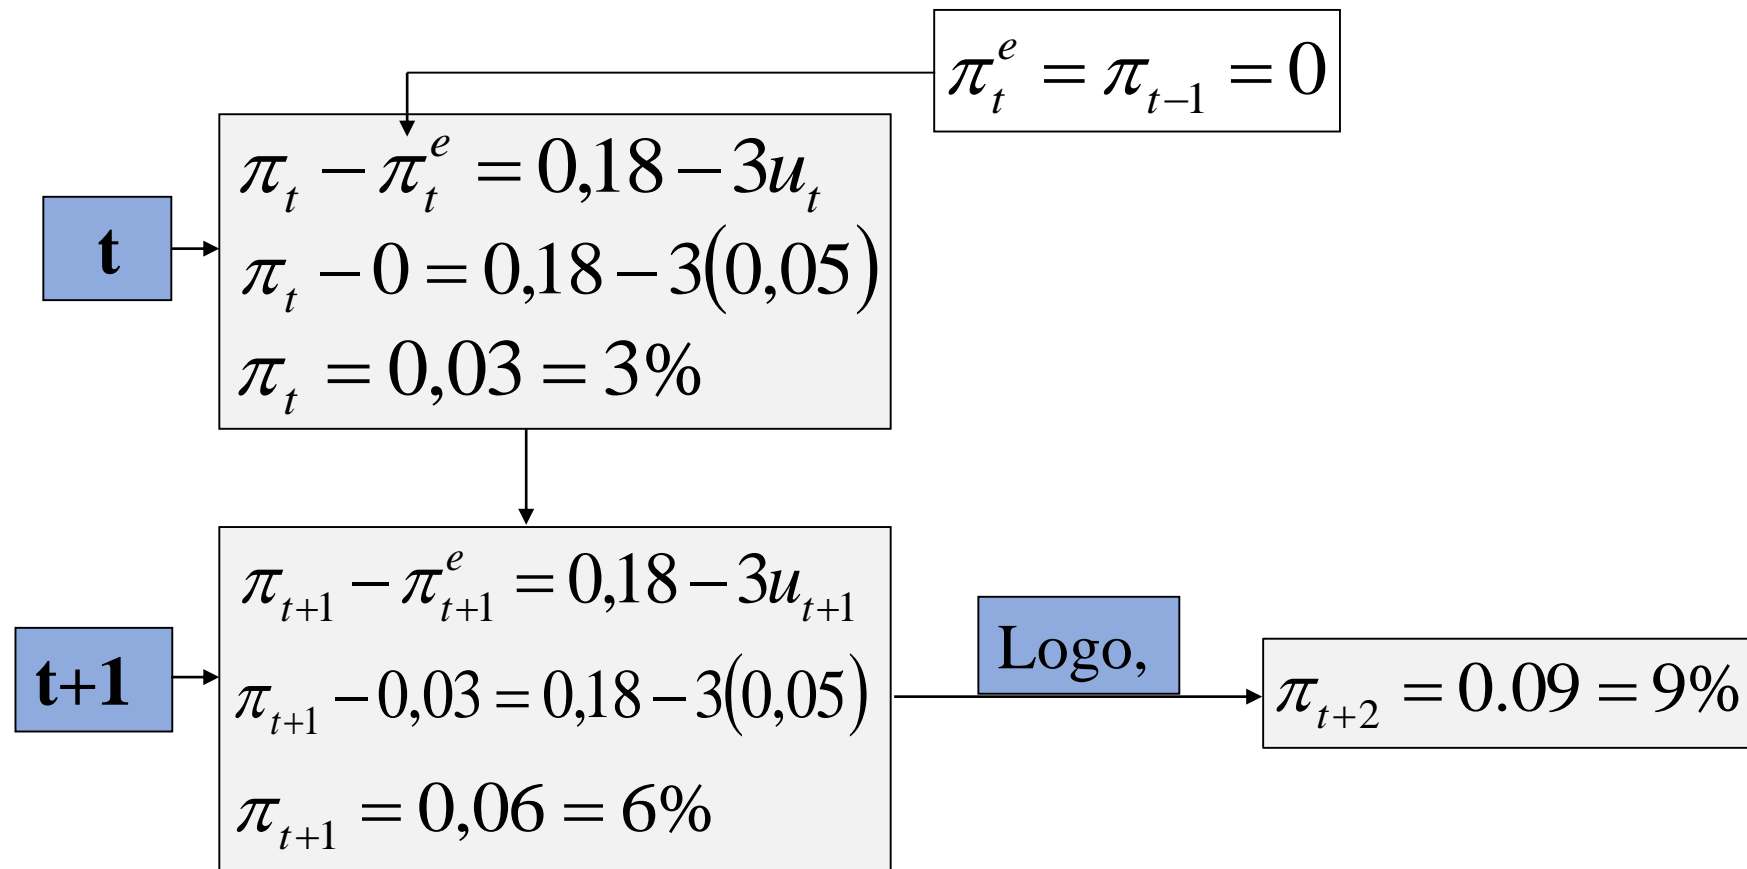 π_t^e = π_{t−1} = 0
t
π_t − π_t^e = 0,18 − 3u_t
π_t − 0 = 0,18 − 3(0,05)
π_t = 0,03 = 3%
t+1
π_{t+1} − π_{t+1}^e = 0,18 − 3u_{t+1}
π_{t+1} − 0,03 = 0,18 − 3(0,05)
π_{t+1} = 0,06 = 6%
Logo,
π_{t+2} = 0.09 = 9%